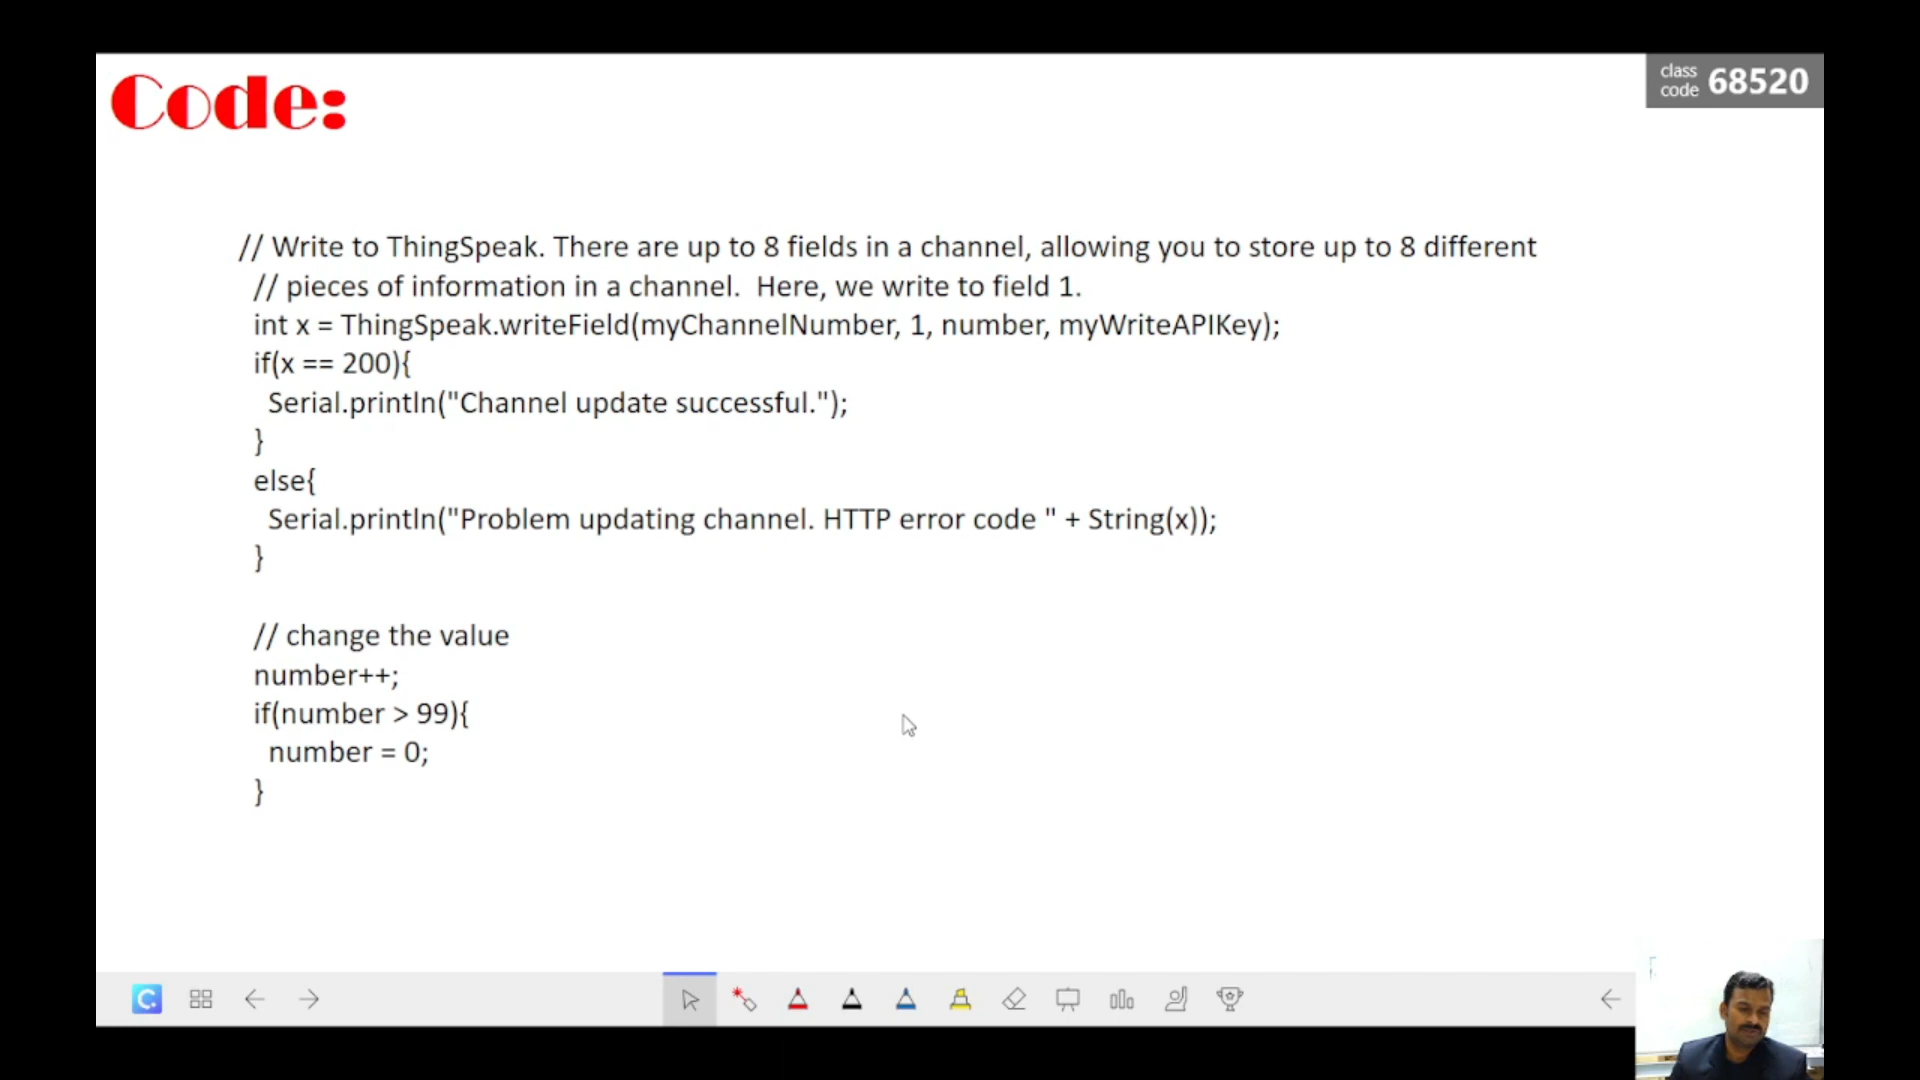 Code:
class code 68520
// Write to ThingSpeak. There are up to 8 fields in a channel, allowing you to store up to 8 different
// pieces of information in a channel.  Here, we write to field 1.
int x = ThingSpeak.writeField(myChannelNumber, 1, number, myWriteAPIKey);
if(x == 200){
Serial.println("Channel update successful.");
}
else{
Serial.println("Problem updating channel. HTTP error code " + String(x));
}
// change the value
number++;
if(number > 99){
number = 0;
}